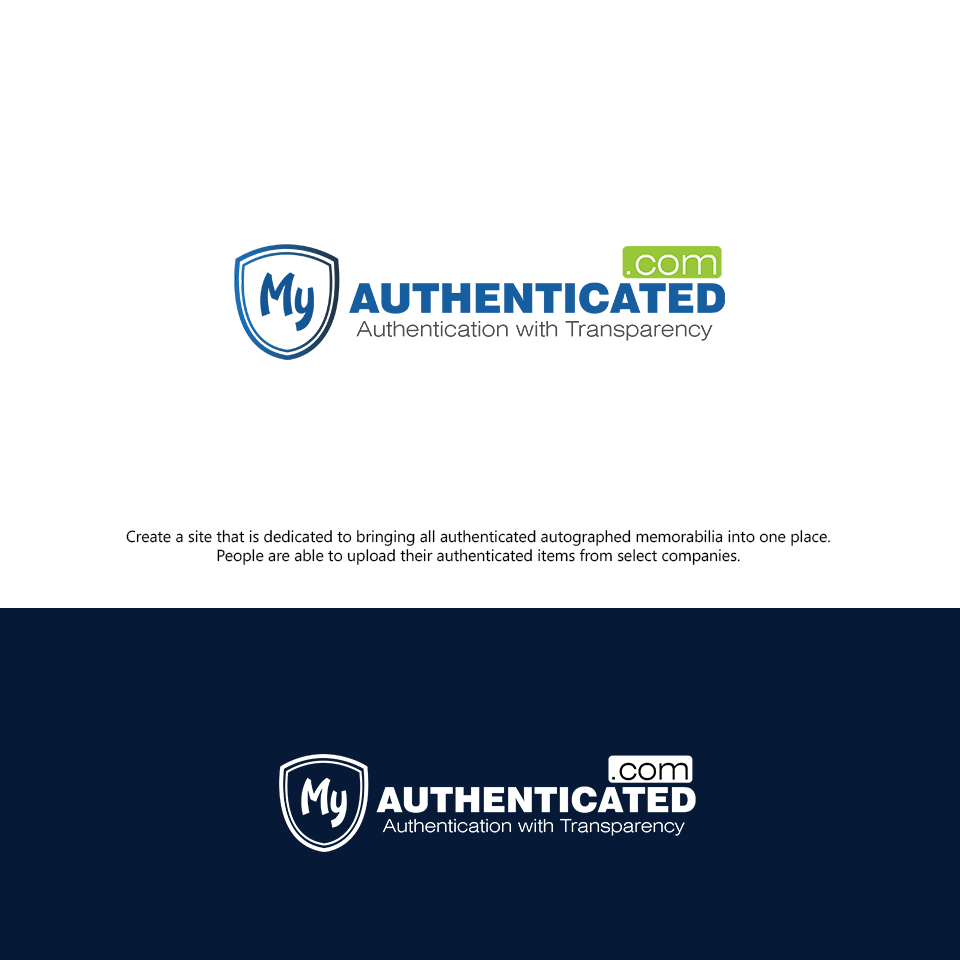 My
.com
AUTHENTICATED
Authentication with Transparency
Create a site that is dedicated to bringing all authenticated autographed memorabilia into one place.
People are able to upload their authenticated items from select companies.
My
.com
AUTHENTICATED
Authentication with Transparency